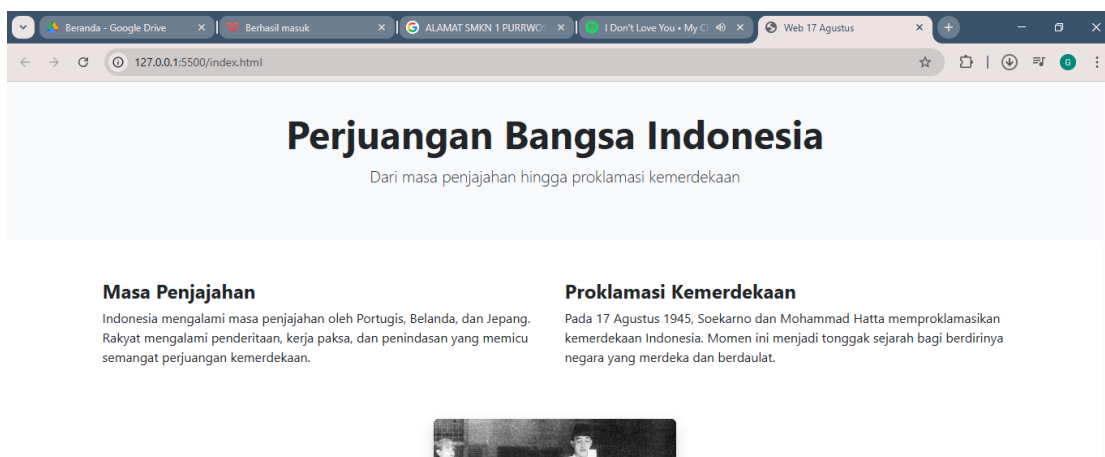 Beranda - Google Drive
Berhasil masuk
ALAMAT SMKN 1 PURRWOS
I Don't Love You • My Ch
Web 17 Agustus
127.0.0.1:5500/index.html
G
Perjuangan Bangsa Indonesia
Dari masa penjajahan hingga proklamasi kemerdekaan
Masa Penjajahan
Indonesia mengalami masa penjajahan oleh Portugis, Belanda, dan Jepang.
Rakyat mengalami penderitaan, kerja paksa, dan penindasan yang memicu
semangat perjuangan kemerdekaan.
Proklamasi Kemerdekaan
Pada 17 Agustus 1945, Soekarno dan Mohammad Hatta memproklamasikan
kemerdekaan Indonesia. Momen ini menjadi tonggak sejarah bagi berdirinya
negara yang merdeka dan berdaulat.